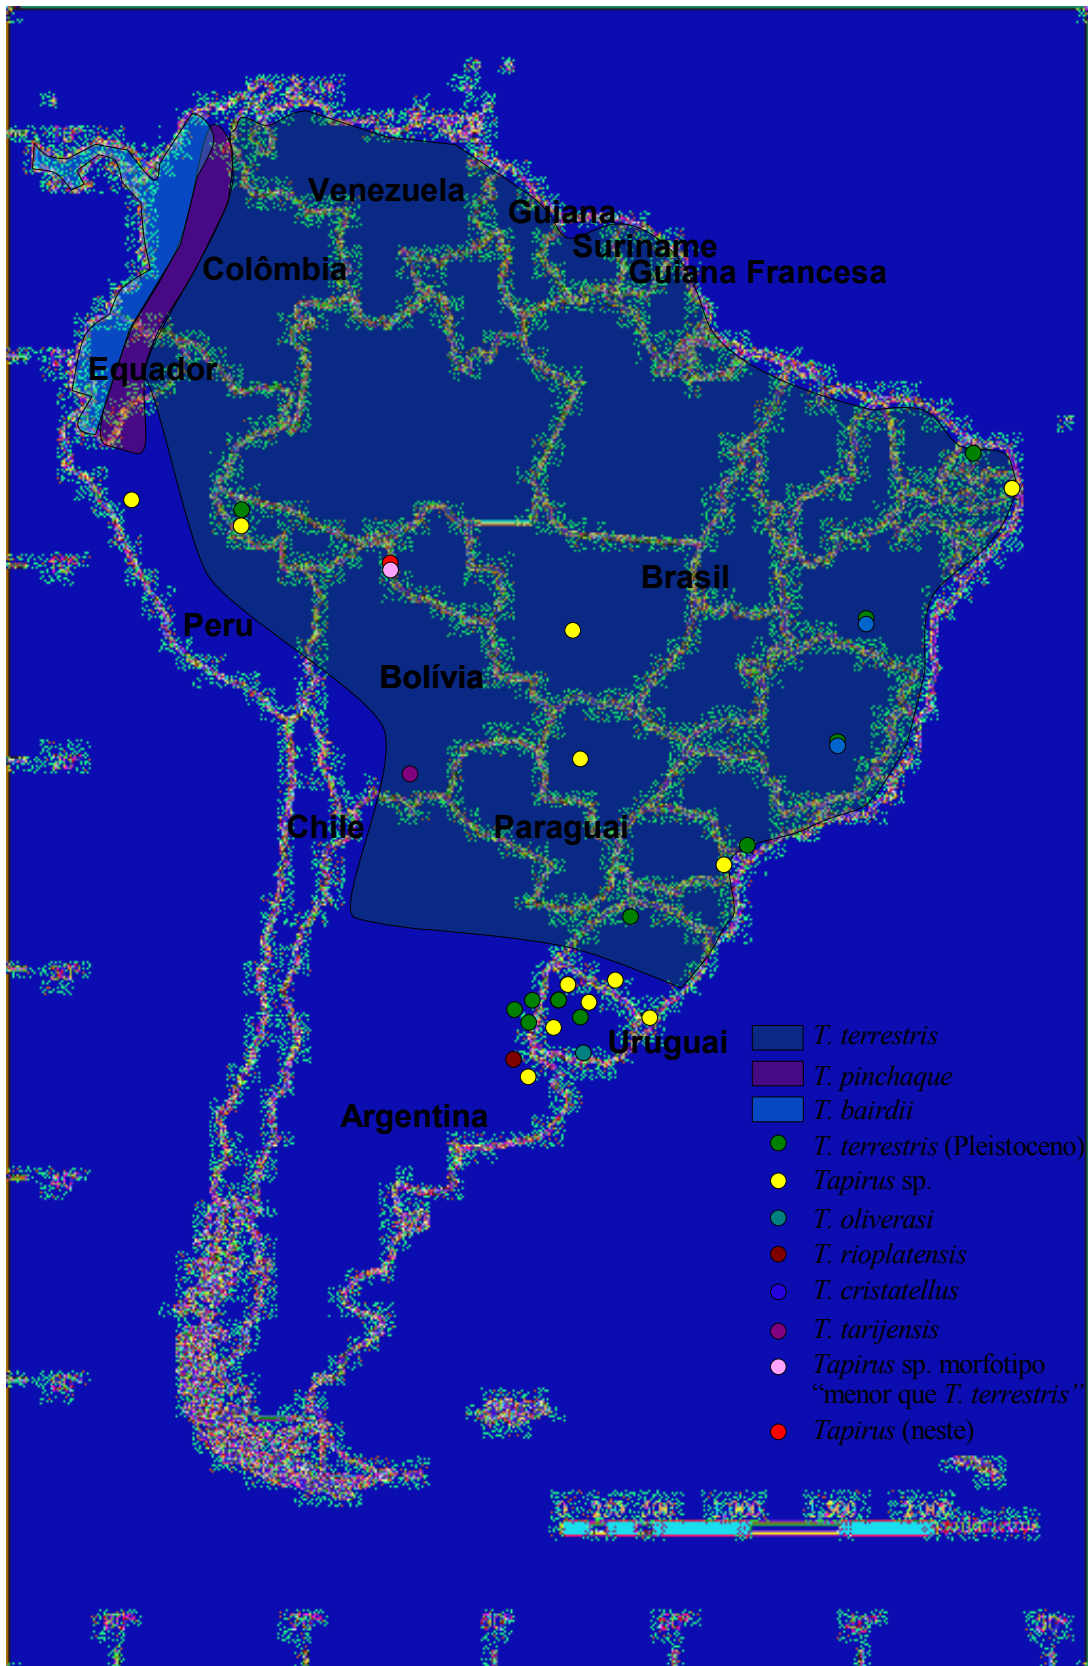 Venezuela
Guiana
Suriname
Guiana Francesa
Colômbia
Equador
Brasil
Peru
Bolívia
Chile
Paraguai
Uruguai
Argentina
T. terrestris
T. pinchaque
T. bairdii
T. terrestris (Pleistoceno)
Tapirus sp.
T. oliverasi
T. rioplatensis
T. cristatellus
T. tarijensis
Tapirus sp. morfotipo
“menor que T. terrestris”
Tapirus (neste)